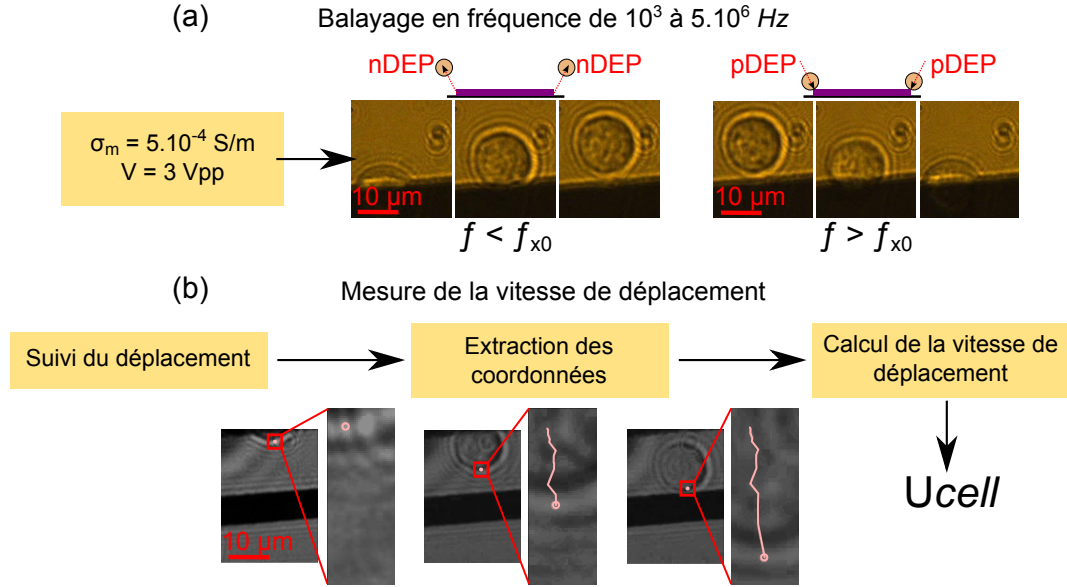 (a)
Balayage en fréquence de 10³ à 5.10⁶ Hz
nDEP nDEP
pDEP pDEP
σₘ = 5.10⁻⁴ S/m
V = 3 Vpp
10 µm
10 µm
f < fx0
f > fx0
(b)
Mesure de la vitesse de déplacement
Suivi du déplacement
Extraction des
coordonnées
Calcul de la vitesse de
déplacement
10 µm
Ucell